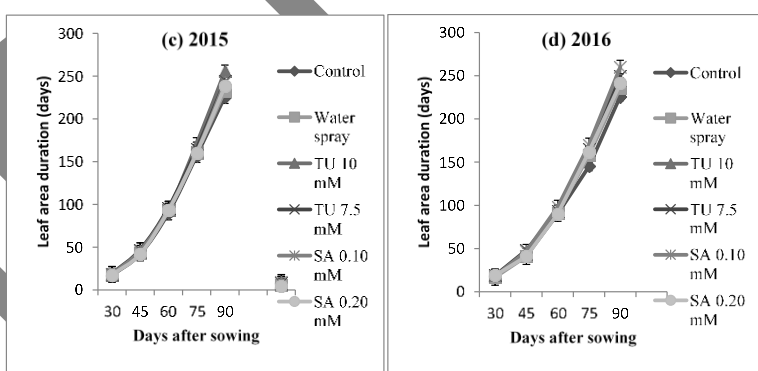 (c) 2015
Leaf area duration (days)
300
250
200
150
100
50
0
30 45 60 75 90
Days after sowing
Control
Water
spray
TU 10
mM
TU 7.5
mM
SA 0.10
mM
SA 0.20
mM
(d) 2016
Leaf area duration (days)
300
250
200
150
100
50
0
30 45 60 75 90
Days after sowing
Control
Water
spray
TU 10
mM
TU 7.5
mM
SA 0.10
mM
SA 0.20
mM